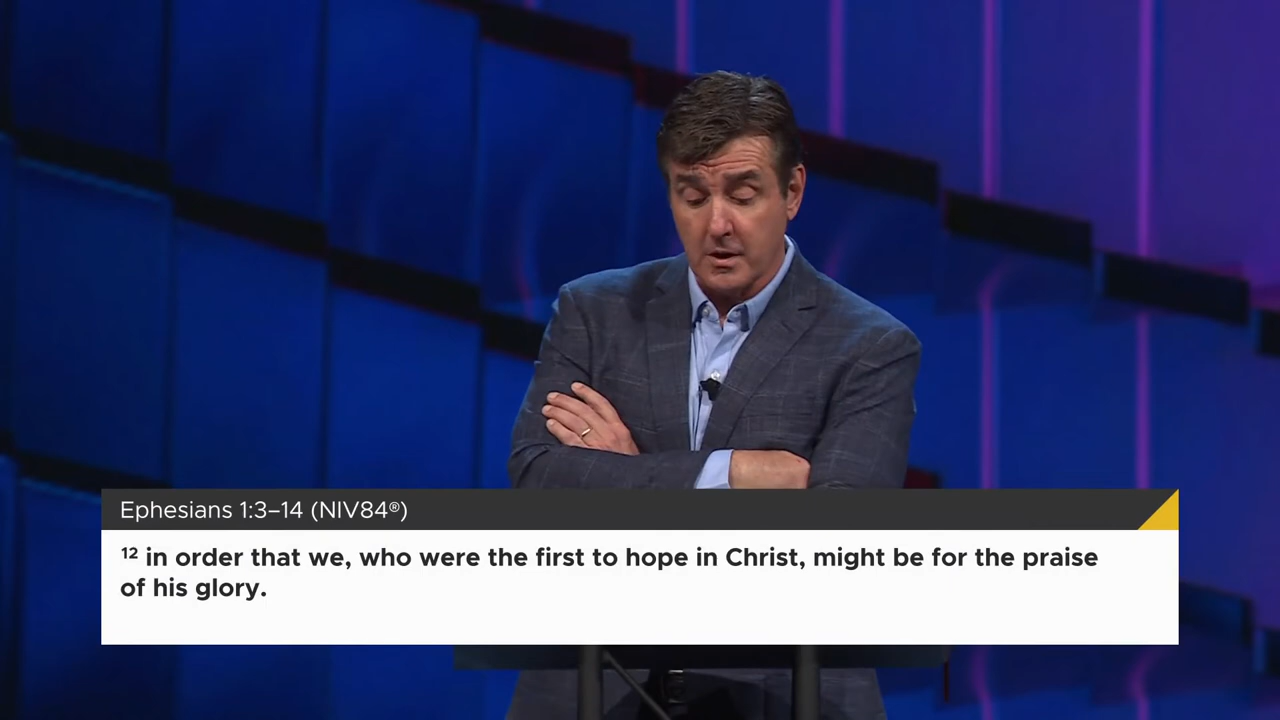 Ephesians 1:3–14 (NIV84®)
¹² in order that we, who were the first to hope in Christ, might be for the praise
of his glory.